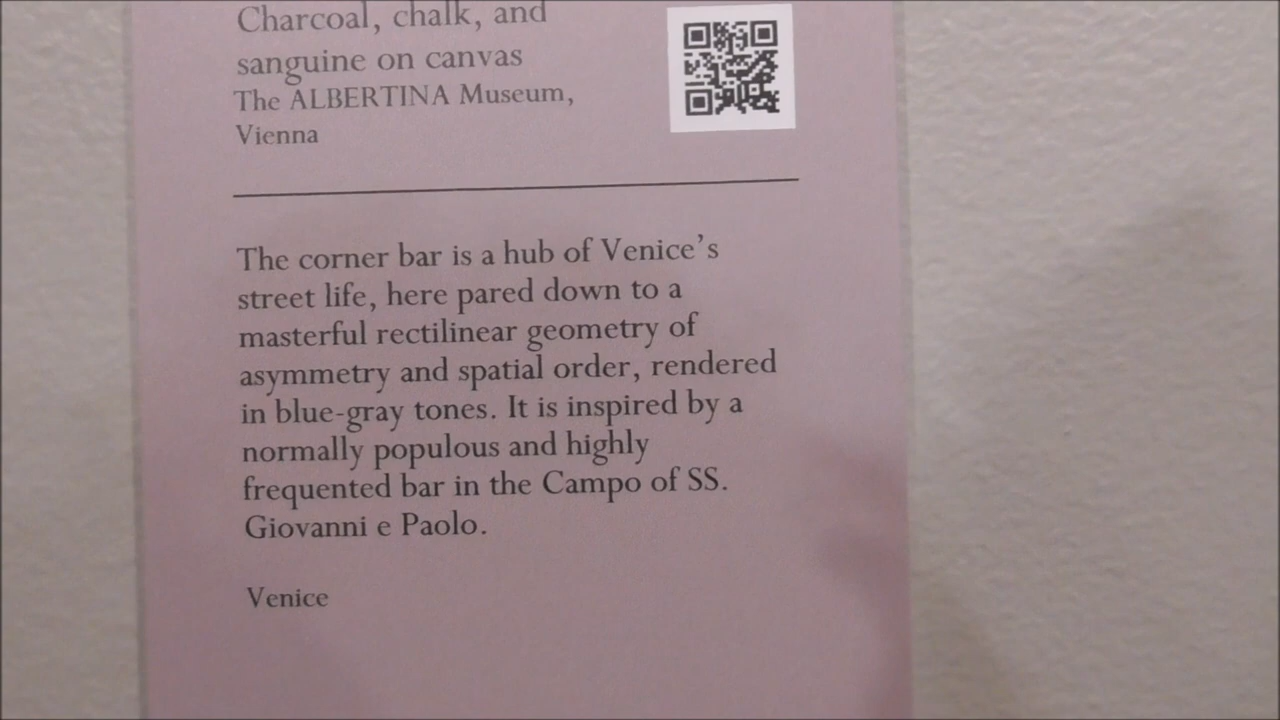 Charcoal, chalk, and
sanguine on canvas
The ALBERTINA Museum,
Vienna
The corner bar is a hub of Venice's
street life, here pared down to a
masterful rectilinear geometry of
asymmetry and spatial order, rendered
in blue-gray tones. It is inspired by a
normally populous and highly
frequented bar in the Campo of SS.
Giovanni e Paolo.
Venice